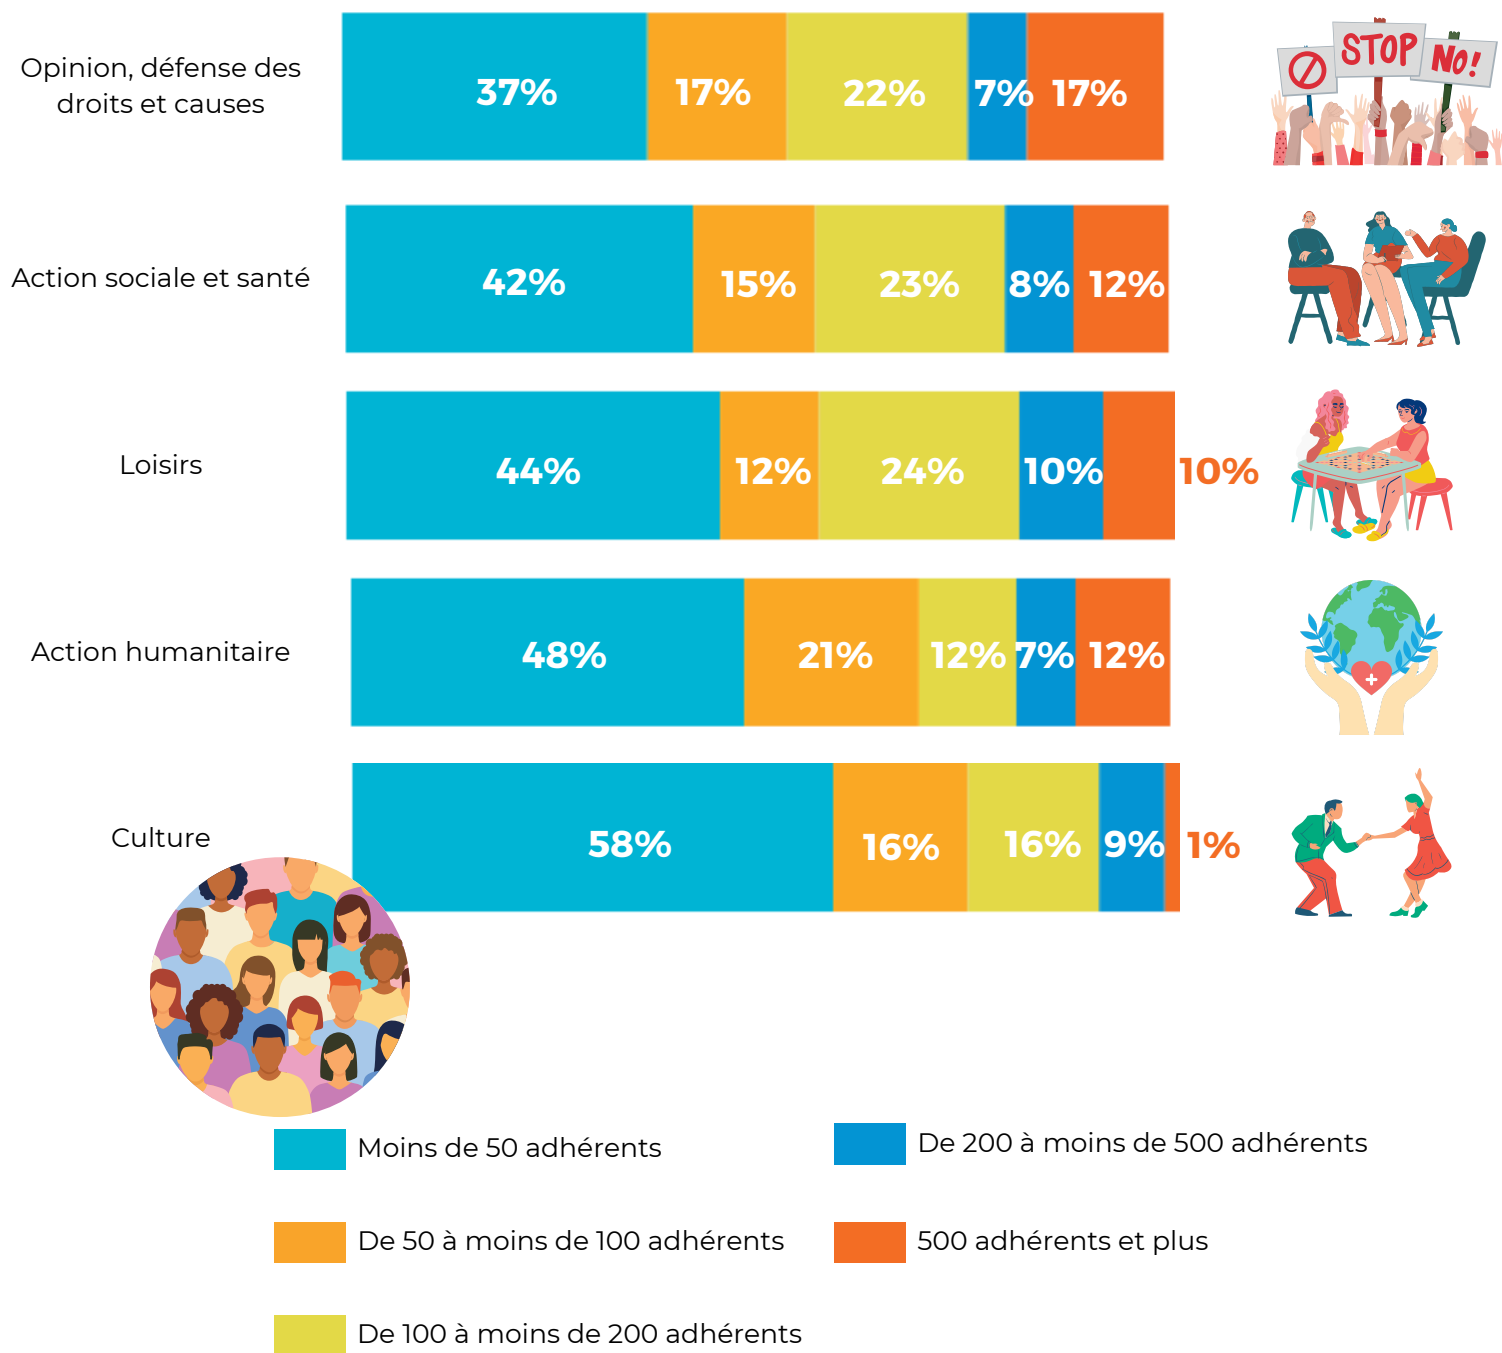 Opinion, défense des
droits et causes
37% 17% 22% 7% 17%
STOP
NO!
Action sociale et santé
42% 15% 23% 8% 12%
Loisirs
44% 12% 24% 10% 10%
Action humanitaire
48% 21% 12% 7% 12%
Culture
58% 16% 16% 9% 1%
Moins de 50 adhérents
De 50 à moins de 100 adhérents
De 100 à moins de 200 adhérents
De 200 à moins de 500 adhérents
500 adhérents et plus